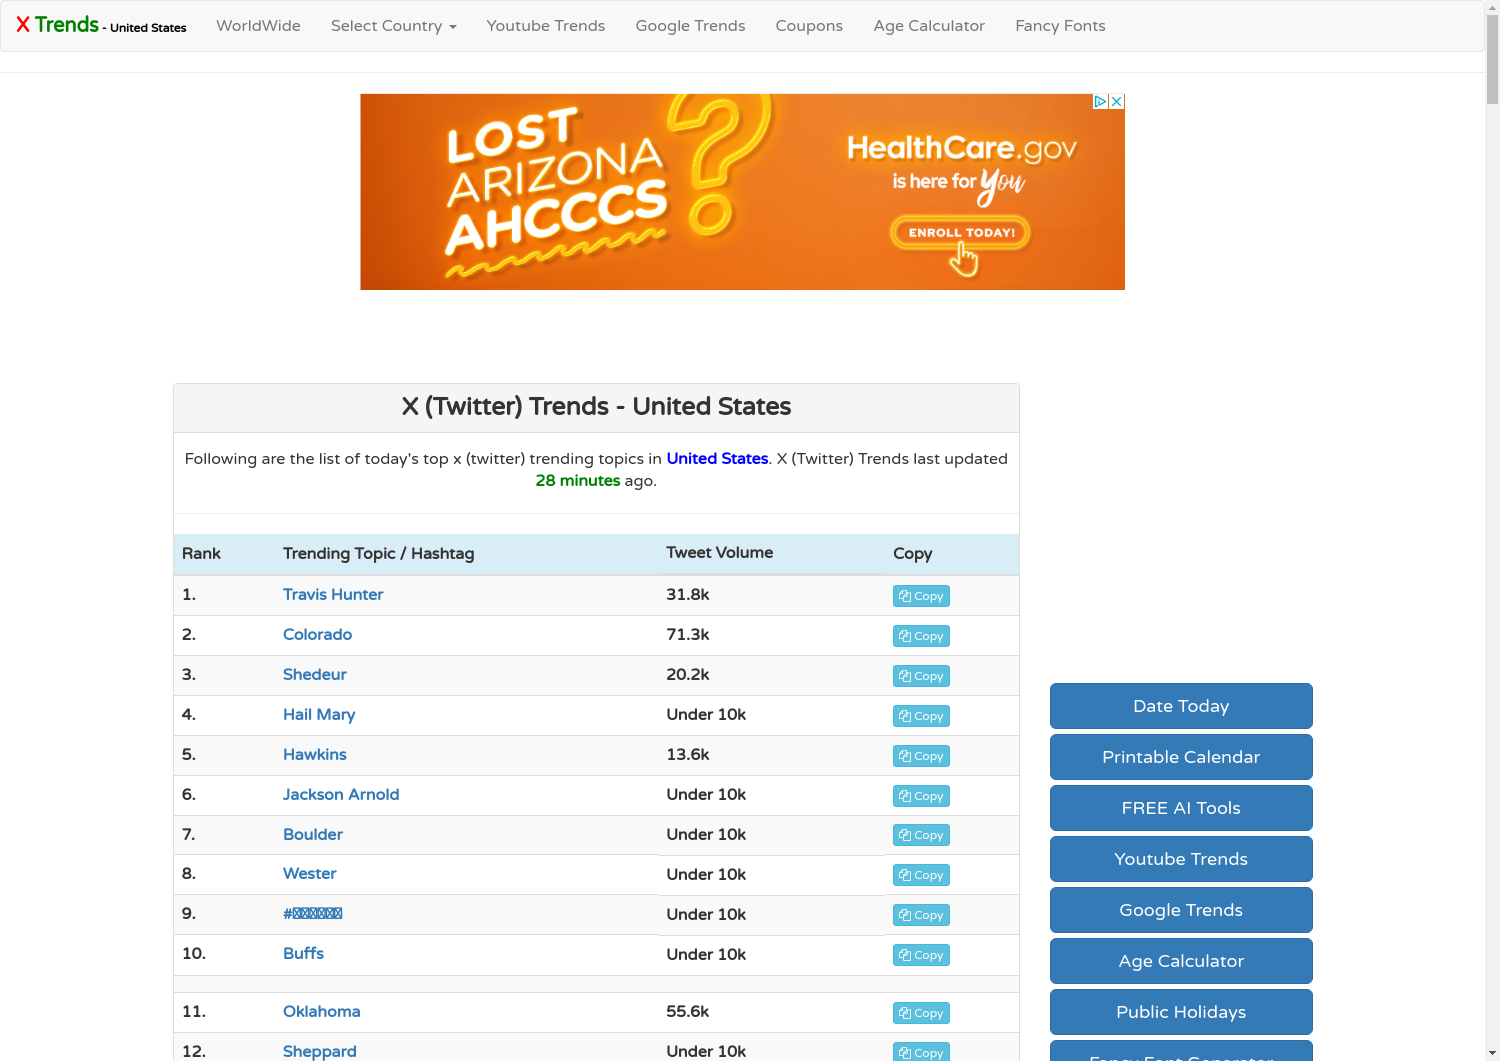 X Trends - United States WorldWide Select Country Youtube Trends Google Trends Coupons Age Calculator Fancy Fonts
LOST
ARIZONA
AHCCCS
?
HealthCare.gov
is here for You
ENROLL TODAY!
X (Twitter) Trends - United States
Following are the list of today's top x (twitter) trending topics in United States. X (Twitter) Trends last updated
28 minutes ago.
Rank Trending Topic / Hashtag Tweet Volume Copy
1. Travis Hunter 31.8k Copy
2. Colorado 71.3k Copy
3. Shedeur 20.2k Copy
4. Hail Mary Under 10k Copy
5. Hawkins 13.6k Copy
6. Jackson Arnold Under 10k Copy
7. Boulder Under 10k Copy
8. Wester Under 10k Copy
9. # Under 10k Copy
10. Buffs Under 10k Copy
11. Oklahoma 55.6k Copy
12. Sheppard Under 10k Copy
Date Today
Printable Calendar
FREE AI Tools
Youtube Trends
Google Trends
Age Calculator
Public Holidays
Fancy Font Generator